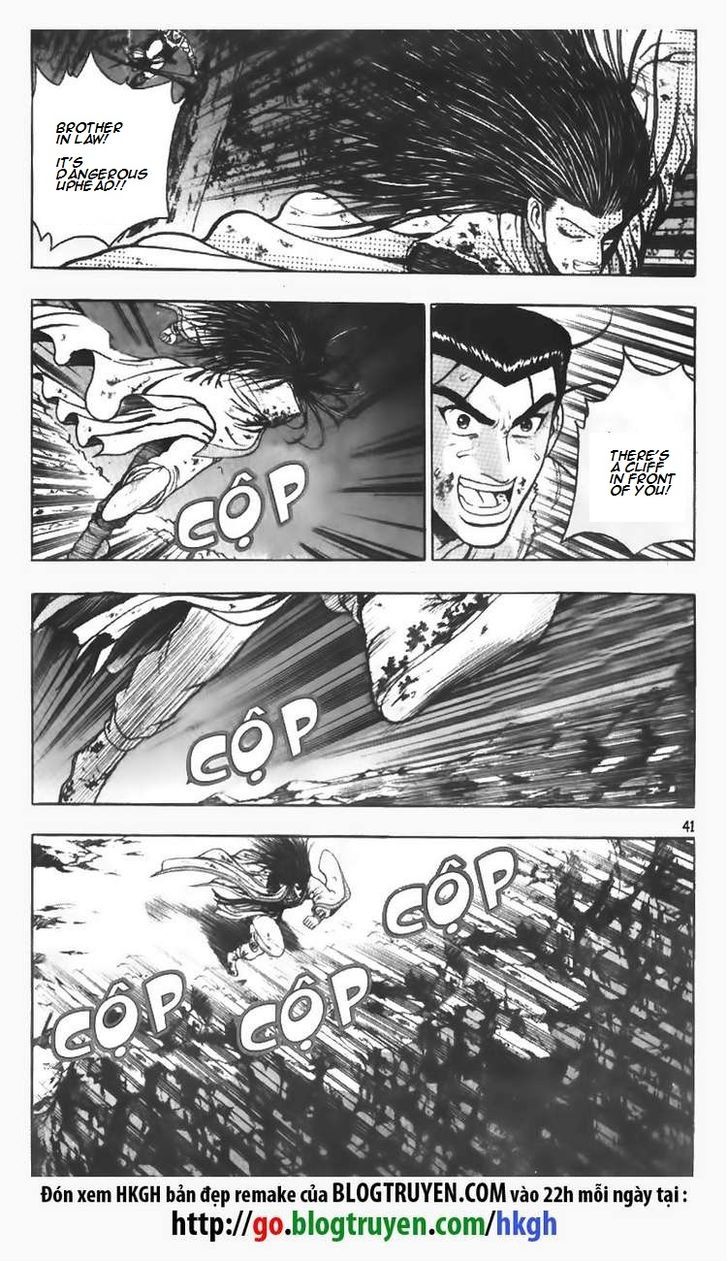 BROTHER
IN LAW!
IT'S
DANGEROUS
UPHEAD!!
THERE'S
A CLIFF
IN FRONT
OF YOU!
CỘP
CỘP
41
CỘP
CỘP
CỘP
Đón xem HKGH bản đẹp remake của BLOGTRUYEN.COM vào 22h mỗi ngày tại :
http://go.blogtruyen.com/hkgh